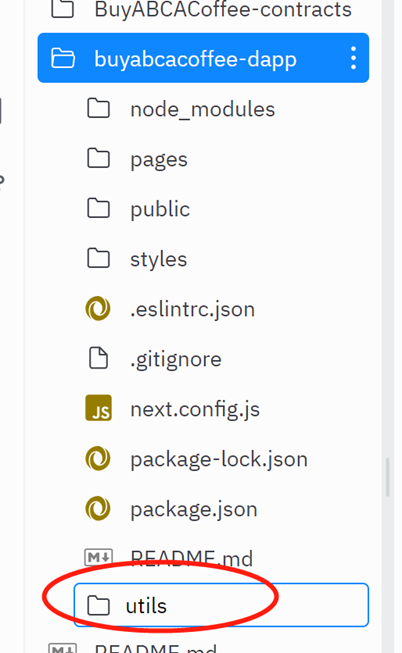 BuyABCACoffee-contracts
buyabcacoffee-dapp
node_modules
pages
public
styles
.eslintrc.json
.gitignore
JS next.config.js
package-lock.json
package.json
M README.md
utils
M README.md